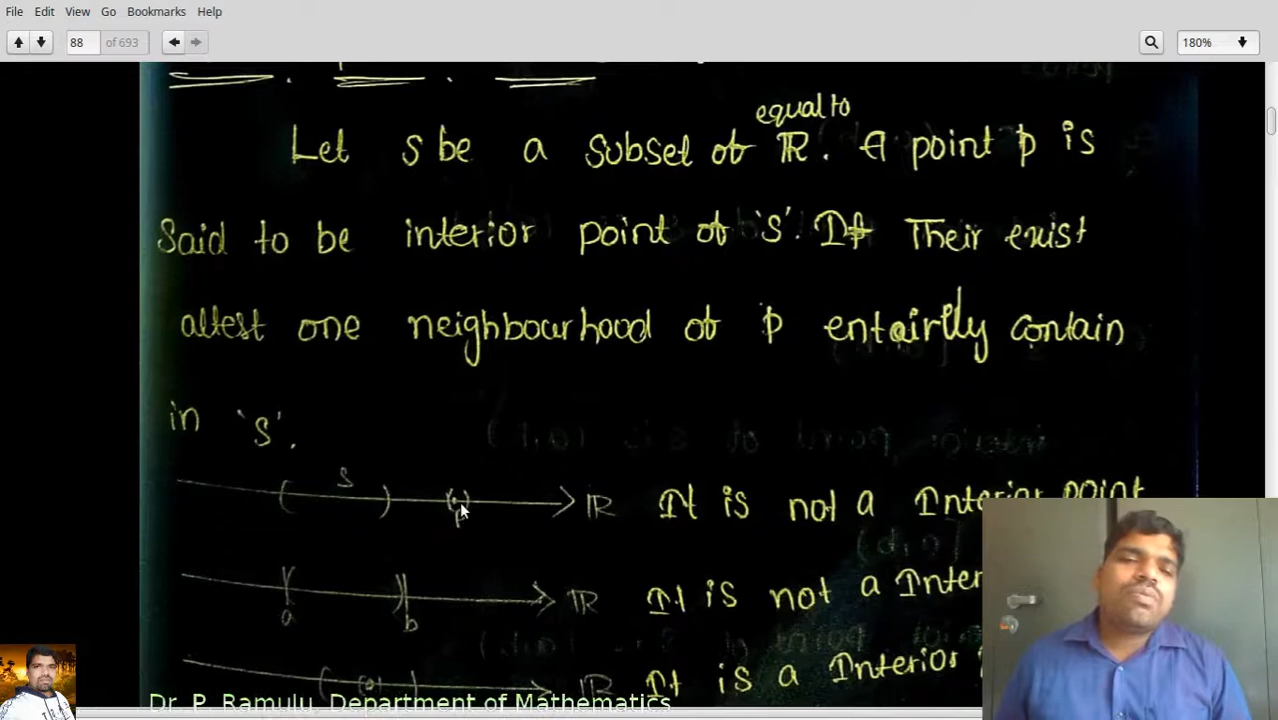 File Edit View Go Bookmarks Help
88 of 693 180%
equal to
Let S be a subset of ℝ. A point p is
said to be interior point of 'S'. If Their exist
altest one neighbourhood of p entairtly contain
in 'S'.
S
p
ℝ It is not a Interior point
a b ℝ It is not a Inter
ℝ It is a Interior
Dr. P. Ramulu, Department of Mathematics